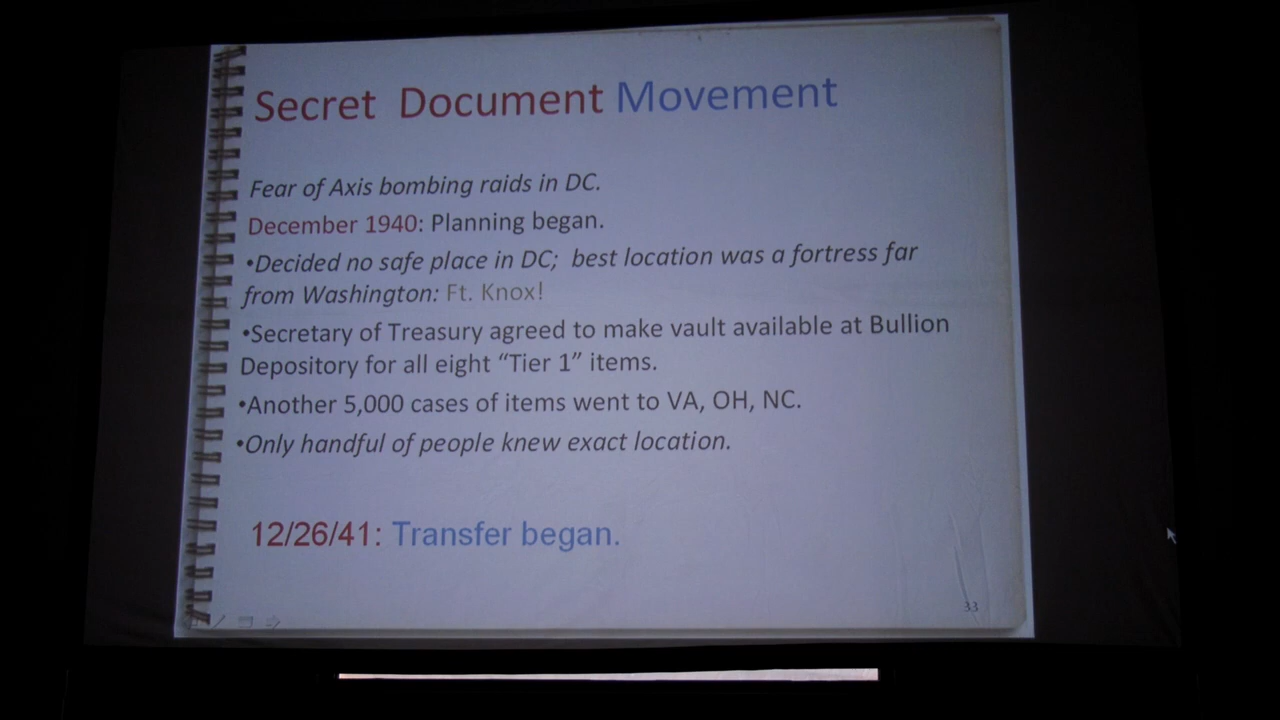 Secret Document Movement
Fear of Axis bombing raids in DC.
December 1940: Planning began.
•Decided no safe place in DC; best location was a fortress far
from Washington: Ft. Knox!
•Secretary of Treasury agreed to make vault available at Bullion
Depository for all eight “Tier 1” items.
•Another 5,000 cases of items went to VA, OH, NC.
•Only handful of people knew exact location.
12/26/41: Transfer began.
33